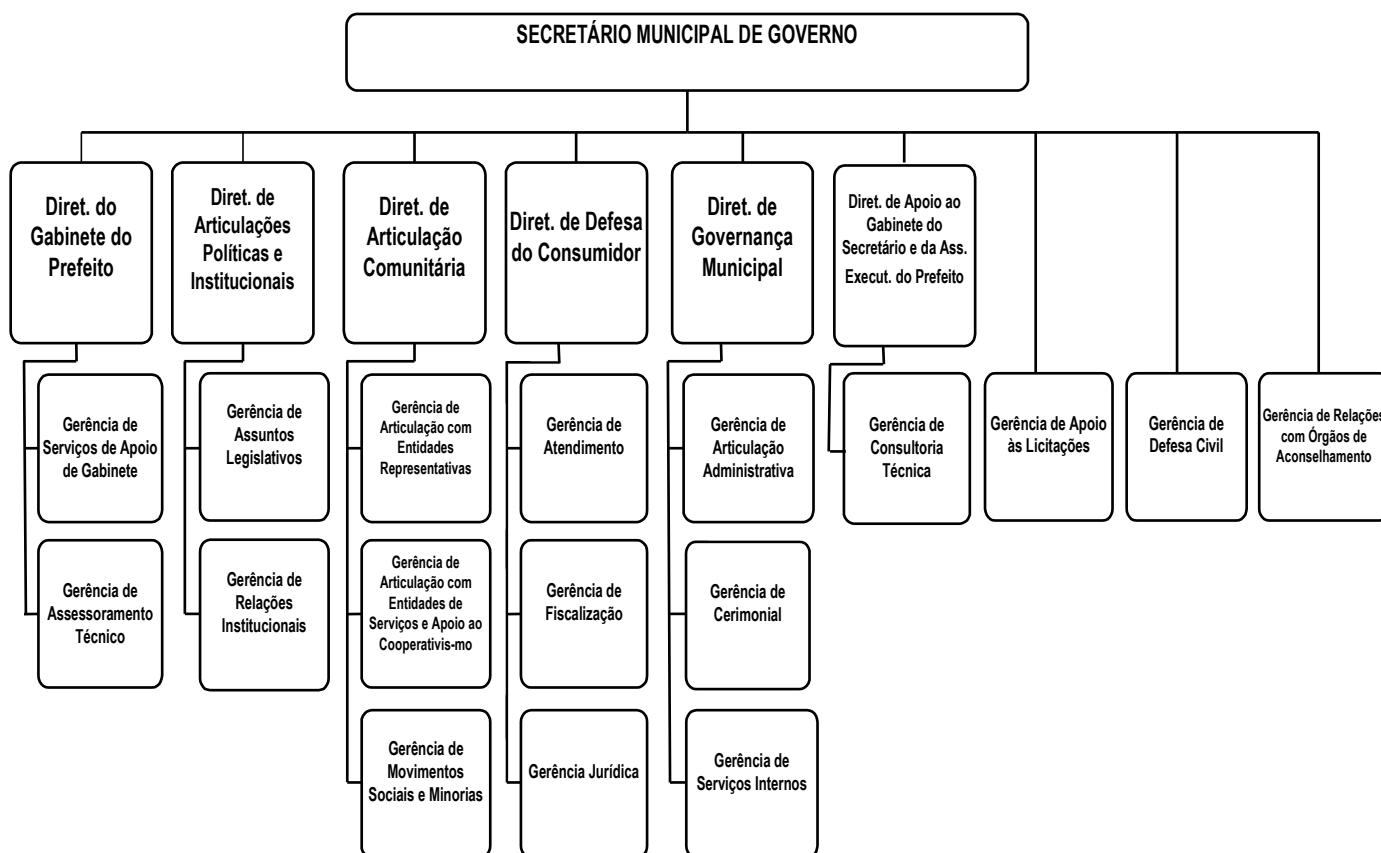 SECRETÁRIO MUNICIPAL DE GOVERNO
Diret. do
Gabinete do
Prefeito
Diret. de
Articulações
Políticas e
Institucionais
Diret. de
Articulação
Comunitária
Diret. de Defesa
do Consumidor
Diret. de
Governança
Municipal
Diret. de Apoio ao
Gabinete do
Secretário e da Ass.
Execut. do Prefeito
Gerência de
Serviços de Apoio
de Gabinete
Gerência de
Assuntos
Legislativos
Gerência de
Articulação com
Entidades
Representativas
Gerência de
Atendimento
Gerência de
Articulação
Administrativa
Gerência de
Consultoria
Técnica
Gerência de Apoio
às Licitações
Gerência de
Defesa Civil
Gerência de Relações
com Órgãos de
Aconselhamento
Gerência de
Assessoramento
Técnico
Gerência de
Relações
Institucionais
Gerência de
Articulação com
Entidades de
Serviços e Apoio ao
Cooperativis-mo
Gerência de
Fiscalização
Gerência de
Cerimonial
Gerência de
Movimentos
Sociais e Minorias
Gerência Jurídica
Gerência de
Serviços Internos